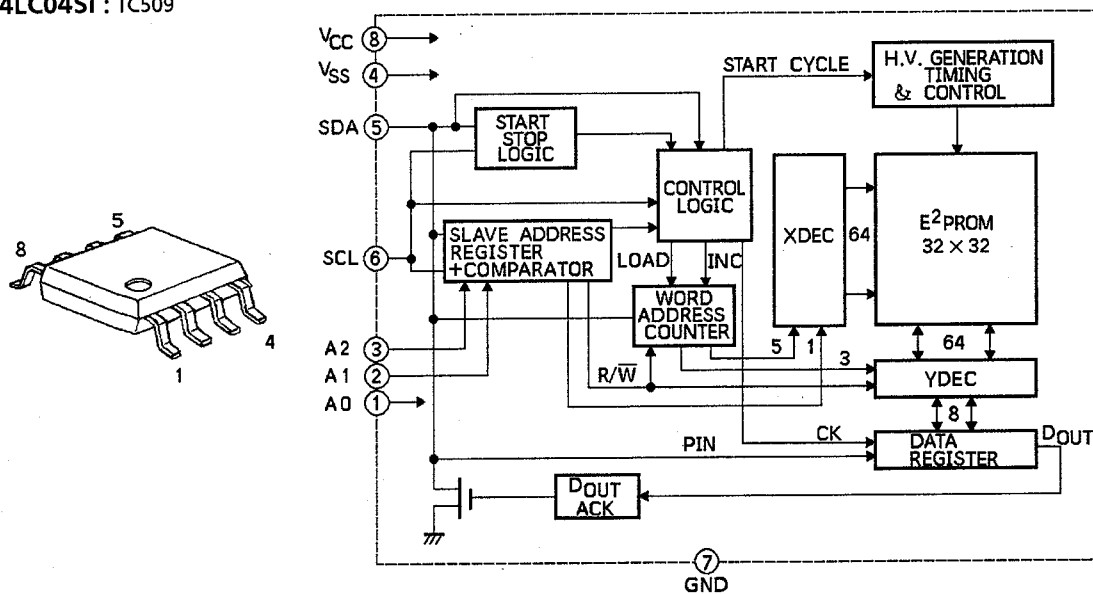 4LC04SI : TC509
VCC 8
VSS 4
SDA 5
SCL 6
A2 3
A1 2
A0 1
START
STOP
LOGIC
START CYCLE
H.V. GENERATION
TIMING
& CONTROL
CONTROL
LOGIC
SLAVE ADDRESS
REGISTER
+COMPARATOR
LOAD
INC
WORD
ADDRESS
COUNTER
XDEC
64
E²PROM
32 × 32
5
1
3
64
R/W̅
YDEC
8
PIN
CK
DATA
REGISTER
DOUT
DOUT
ACK
7
GND
8
5
4
1